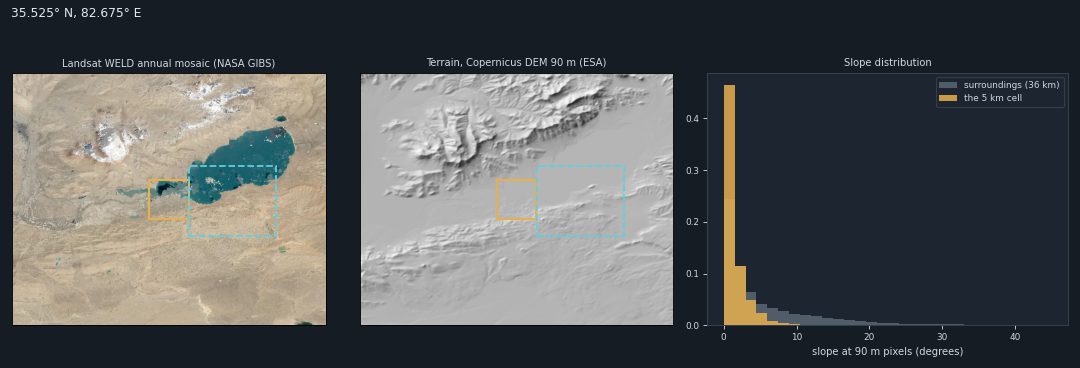 35.525° N, 82.675° E
Landsat WELD annual mosaic (NASA GIBS)
Terrain, Copernicus DEM 90 m (ESA)
Slope distribution
surroundings (36 km)
the 5 km cell
0.4
0.3
0.2
0.1
0.0
0
10
20
30
40
slope at 90 m pixels (degrees)